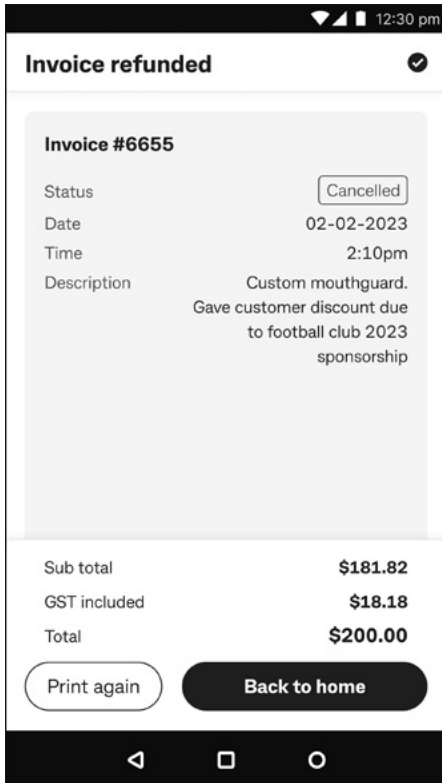 12:30 pm
Invoice refunded
Invoice #6655
Status Cancelled
Date 02-02-2023
Time 2:10pm
Description Custom mouthguard.
Gave customer discount due
to football club 2023
sponsorship
Sub total $181.82
GST included $18.18
Total $200.00
Print again Back to home